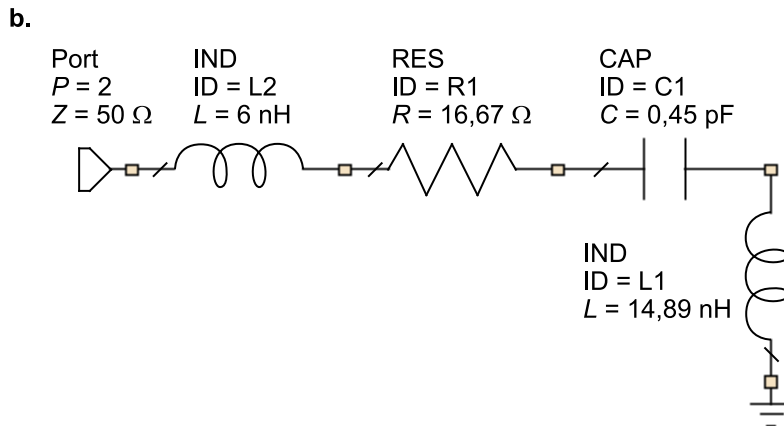 b.
Port
P = 2
Z = 50 Ω
IND
ID = L2
L = 6 nH
RES
ID = R1
R = 16,67 Ω
CAP
ID = C1
C = 0,45 pF
IND
ID = L1
L = 14,89 nH